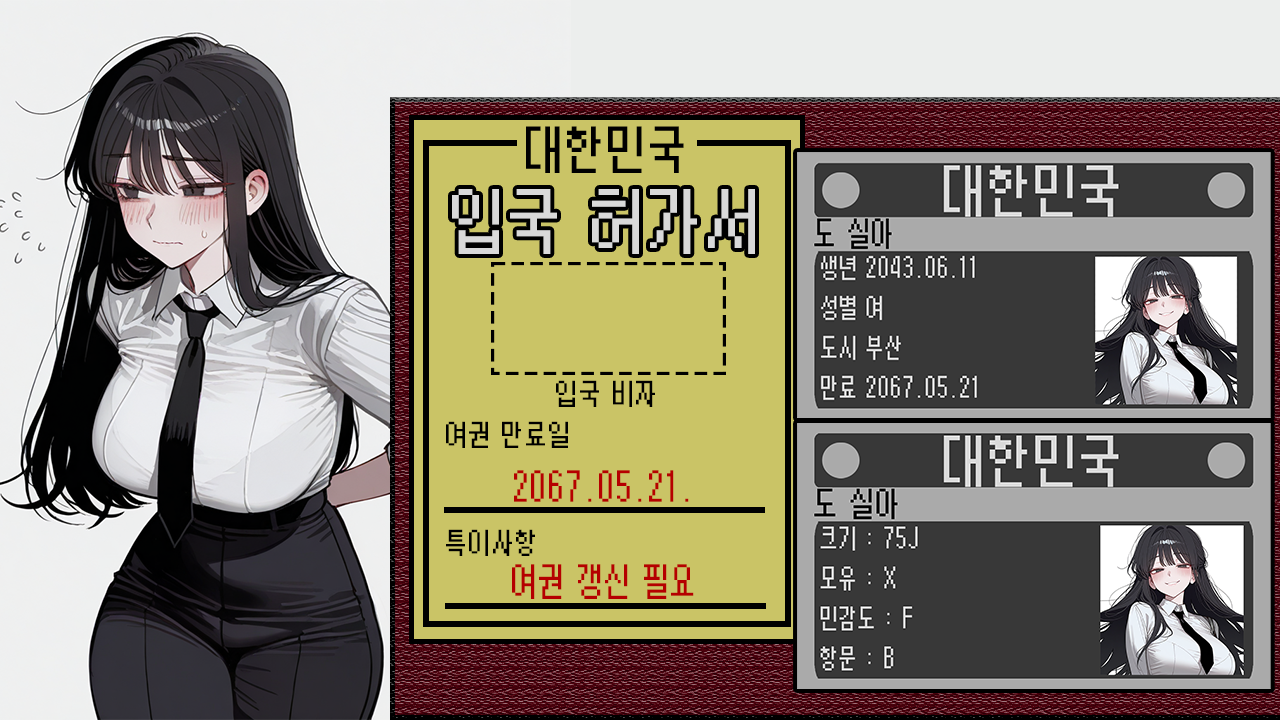 대한민국
입국 허가서
입국 비자
여권 만료일
2067.05.21.
특이사항
여권 갱신 필요
대한민국
도 실아
생년 2043.06.11
성별 여
도시 부산
만료 2067.05.21
대한민국
도 실아
크기 : 75J
모유 : X
민감도 : F
항문 : B